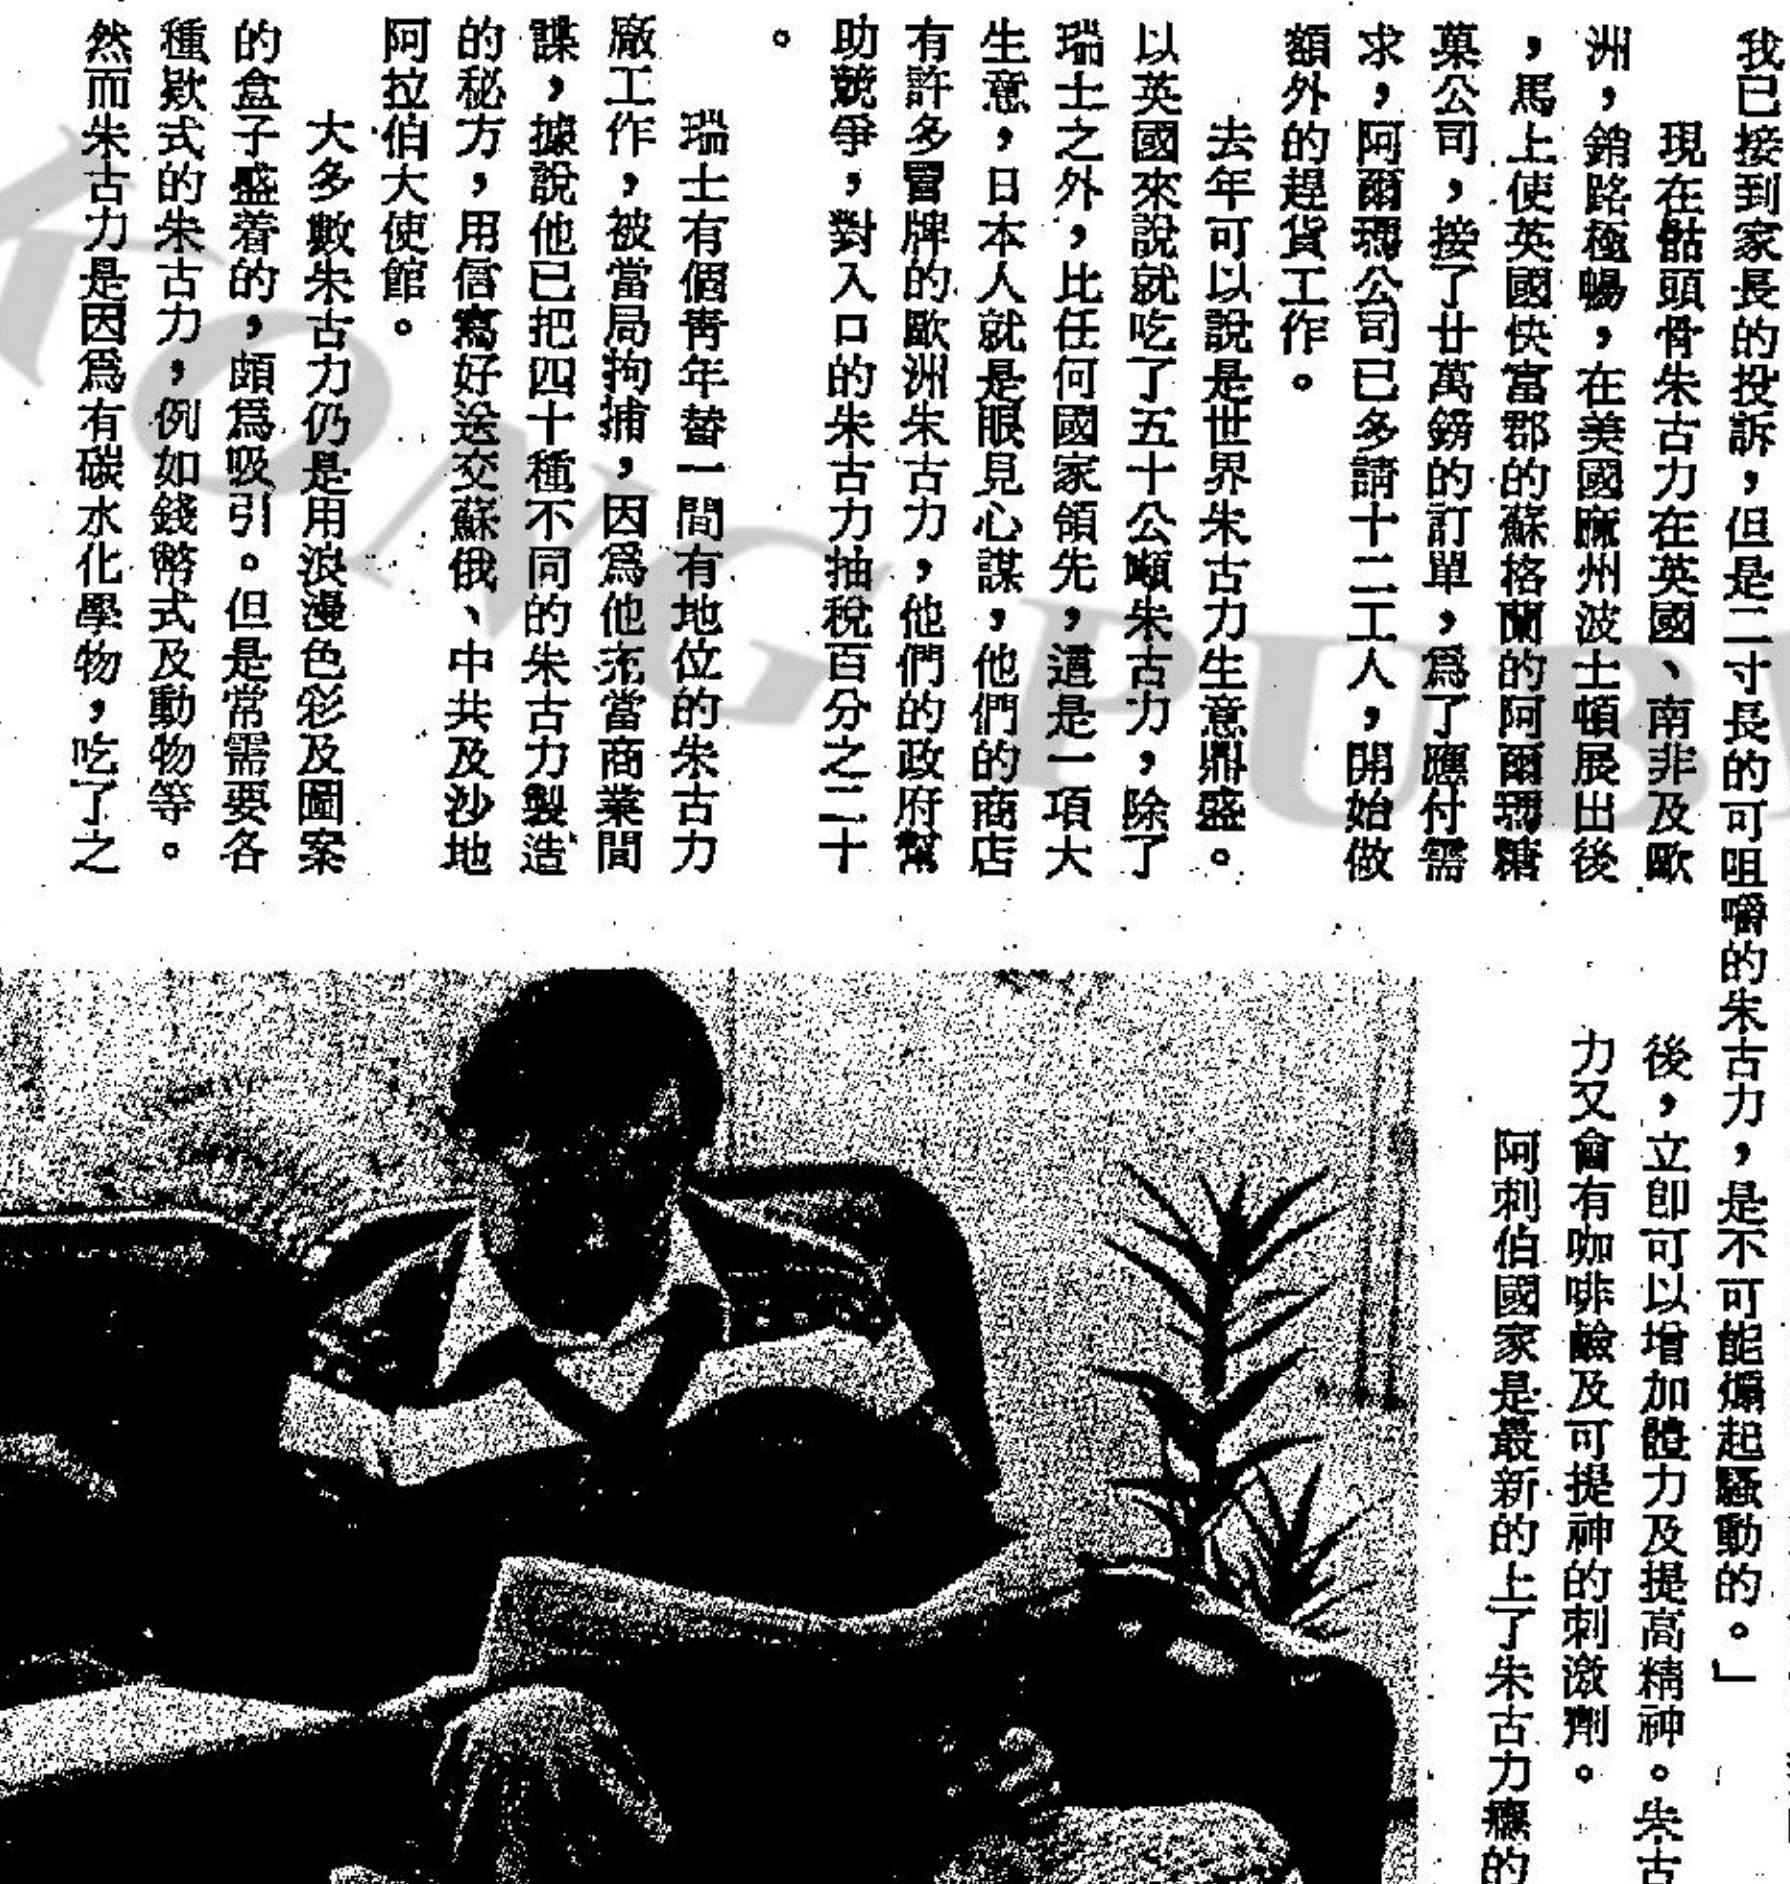 我已接到家長的投訴，但是二寸長的可咀嚼的朱古力，是不可能煽起騷動的。」
現在骷頭骨朱古力在英國、南非及歐
洲，銷路極暢，在美國麻州波士頓展出後
，馬上使英國快富郡的蘇格蘭的阿爾瑪糖
菓公司，接了廿萬鎊的訂單，爲了應付需
求，阿爾瑪公司已多請十二工人，開始做
額外的趕貨工作。
去年可以說是世界朱古力生意鼎盛。
以英國來說就吃了五十公噸朱古力，除了
瑞士之外，比任何國家領先，這是一項大
生意，日本人就是眼見心謀，他們的商店
有許多冒牌的歐洲朱古力，他們的政府幫
助競爭，對入口的朱古力抽稅百分之二十
。
瑞士有個靑年替一間有地位的朱古力
廠工作，被當局拘捕，因爲他充當商業間
諜，據說他已把四十種不同的朱古力製造
的秘方，用信寫好送交蘇俄、中共及沙地
阿拉伯大使館。
大多數朱古力仍是用浪漫色彩及圖案
的盒子盛着的，頗爲吸引。但是常需要各
種欵式的朱古力，例如錢幣式及動物等。
然而朱古力是因爲有碳水化學物，吃了之
後，立卽可以增加體力及提高精神。朱古
力又會有咖啡鹼及可提神的刺激劑。
阿刺伯國家是最新的上了朱古力癮的
KONG PUB